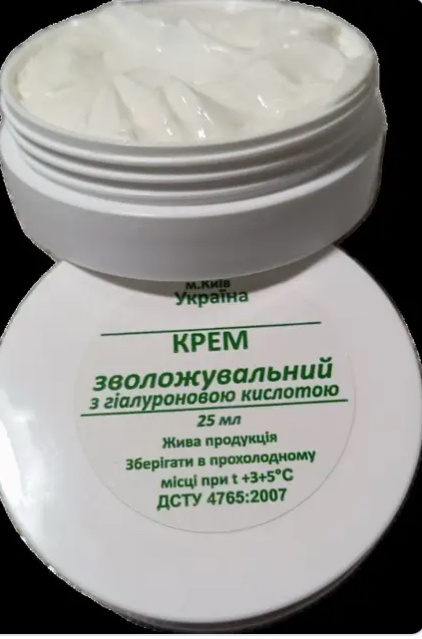 м.Київ
Україна
КРЕМ
зволожувальний
з гіалуроновою кислотою
25 мл
Жива продукція
Зберігати в прохолодному
місці при t +3+5°С
ДСТУ 4765:2007